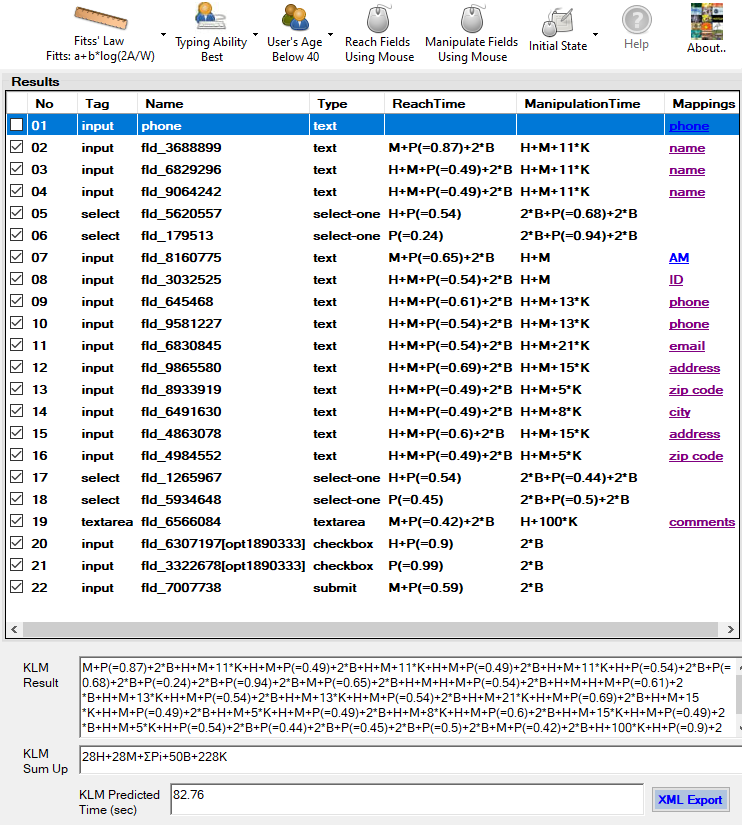 Fitss' Law
Fitts: a+b*log(2A/W)
Typing Ability
Best
User's Age
Below 40
Reach Fields
Using Mouse
Manipulate Fields
Using Mouse
Initial State
?
Help
About..
Results
No Tag Name Type ReachTime ManipulationTime Mappings
01 input phone text phone
02 input fld_3688899 text M+P(=0.87)+2*B H+M+11*K name
03 input fld_6829296 text H+M+P(=0.49)+2*B H+M+11*K name
04 input fld_9064242 text H+M+P(=0.49)+2*B H+M+11*K name
05 select fld_5620557 select-one H+P(=0.54) 2*B+P(=0.68)+2*B
06 select fld_179513 select-one P(=0.24) 2*B+P(=0.94)+2*B
07 input fld_8160775 text M+P(=0.65)+2*B H+M AM
08 input fld_3032525 text H+M+P(=0.54)+2*B H+M ID
09 input fld_645468 text H+M+P(=0.61)+2*B H+M+13*K phone
10 input fld_9581227 text H+M+P(=0.54)+2*B H+M+13*K phone
11 input fld_6830845 text H+M+P(=0.54)+2*B H+M+21*K email
12 input fld_9865580 text H+M+P(=0.69)+2*B H+M+15*K address
13 input fld_8933919 text H+M+P(=0.49)+2*B H+M+5*K zip code
14 input fld_6491630 text H+M+P(=0.49)+2*B H+M+8*K city
15 input fld_4863078 text H+M+P(=0.6)+2*B H+M+15*K address
16 input fld_4984552 text H+M+P(=0.49)+2*B H+M+5*K zip code
17 select fld_1265967 select-one H+P(=0.54) 2*B+P(=0.44)+2*B
18 select fld_5934648 select-one P(=0.45) 2*B+P(=0.5)+2*B
19 textarea fld_6566084 textarea M+P(=0.42)+2*B H+100*K comments
20 input fld_6307197[opt1890333] checkbox H+P(=0.9) 2*B
21 input fld_3322678[opt1890333] checkbox P(=0.99) 2*B
22 input fld_7007738 submit M+P(=0.59) 2*B
KLM
Result
M+P(=0.87)+2*B+H+M+11*K+H+M+P(=0.49)+2*B+H+M+11*K+H+M+P(=0.49)+2*B+H+M+11*K+H+P(=0.54)+2*B+P(=
0.68)+2*B+P(=0.24)+2*B+P(=0.94)+2*B+M+P(=0.65)+2*B+H+M+H+M+P(=0.54)+2*B+H+M+H+M+P(=0.61)+2
*B+H+M+13*K+H+M+P(=0.54)+2*B+H+M+13*K+H+M+P(=0.54)+2*B+H+M+21*K+H+M+P(=0.69)+2*B+H+M+15
*K+H+M+P(=0.49)+2*B+H+M+5*K+H+M+P(=0.49)+2*B+H+M+8*K+H+M+P(=0.6)+2*B+H+M+15*K+H+M+P(=0.49)+2
*B+H+M+5*K+H+P(=0.54)+2*B+P(=0.44)+2*B+P(=0.45)+2*B+P(=0.5)+2*B+M+P(=0.42)+2*B+H+100*K+H+P(=0.9)+2
KLM
Sum Up
28H+28M+ΣPi+50B+228K
KLM Predicted
Time (sec)
82.76
XML Export